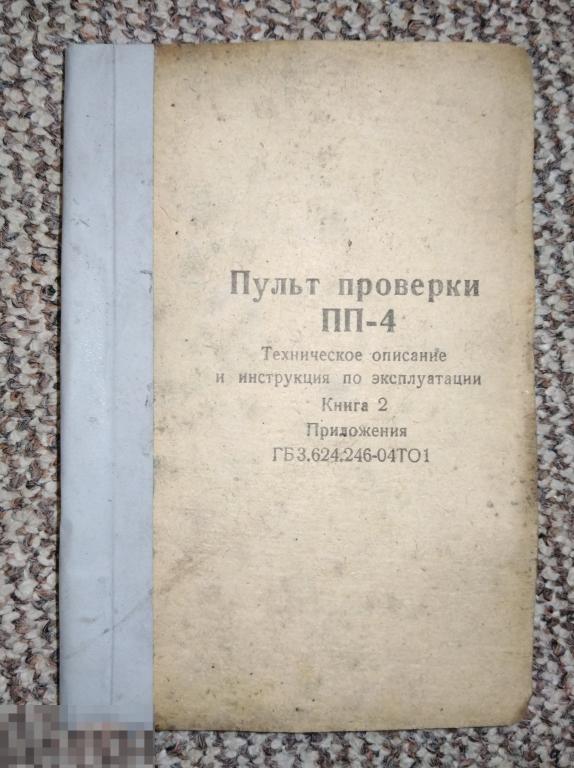 Пульт проверки
ПП-4
Техническое описание
и инструкция по эксплуатации
Книга 2
Приложения
ГБ3.624.246-04ТО1